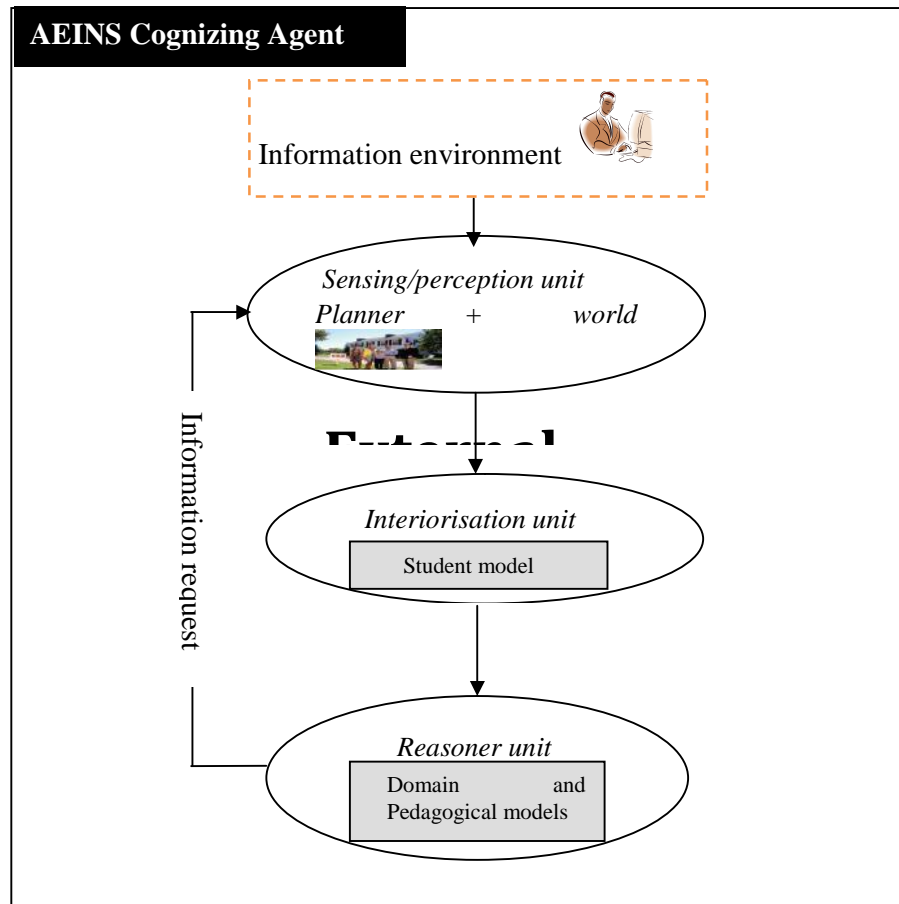 AEINS Cognizing Agent
Information environment
Sensing/perception unit
Planner + world
Information request
Interiorisation unit
Student model
Reasoner unit
Domain and
Pedagogical models